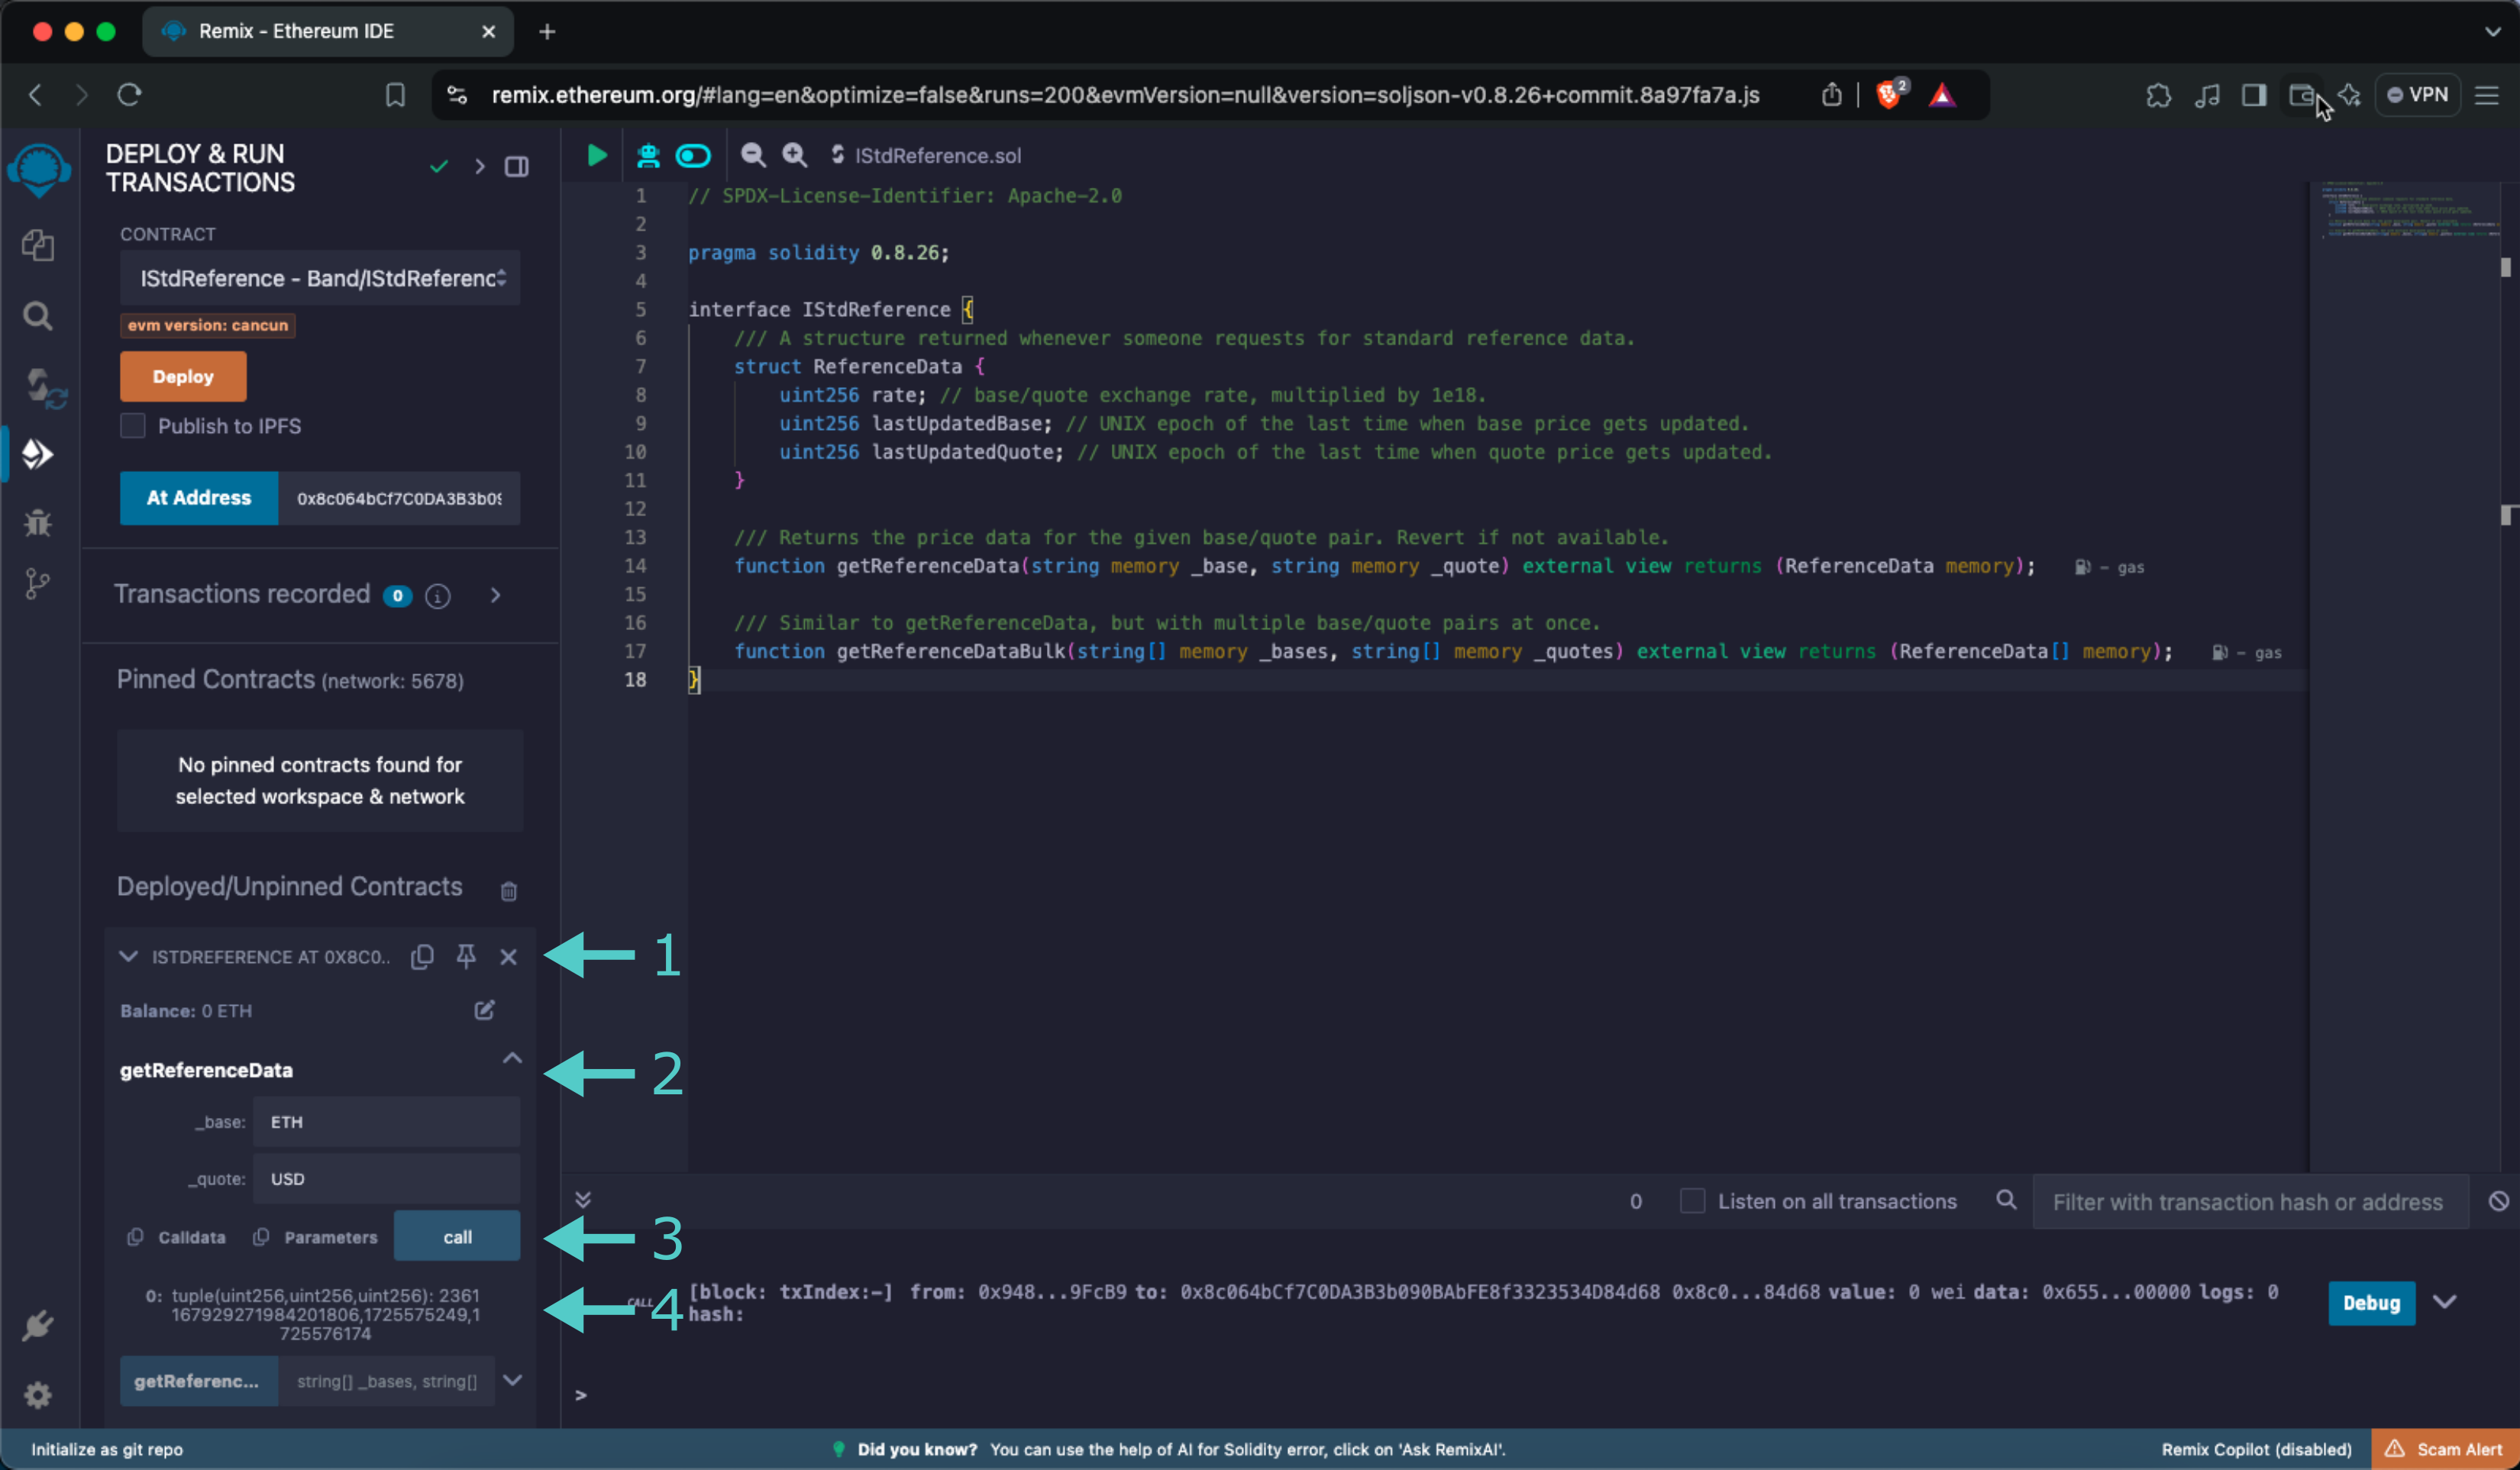 Remix - Ethereum IDE
remix.ethereum.org/#lang=en&optimize=false&runs=200&evmVersion=null&version=soljson-v0.8.26+commit.8a97fa7a.js
2
VPN
DEPLOY & RUN
TRANSACTIONS
CONTRACT
IStdReference - Band/IStdReferenc
evm version: cancun
Deploy
Publish to IPFS
At Address 0x8c064bCf7C0DA3B3b09
Transactions recorded 0 i
Pinned Contracts (network: 5678)
No pinned contracts found for
selected workspace & network
Deployed/Unpinned Contracts
ISTDREFERENCE AT 0X8C0..
1
Balance: 0 ETH
getReferenceData
2
_base: ETH
_quote: USD
Calldata Parameters call
3
0: tuple(uint256,uint256,uint256): 2361
167929271984201806,1725575249,1
725576174
4
getReferenc... string[] _bases, string[]
IStdReference.sol
1 // SPDX-License-Identifier: Apache-2.0
2
3 pragma solidity 0.8.26;
4
5 interface IStdReference {
6 /// A structure returned whenever someone requests for standard reference data.
7 struct ReferenceData {
8 uint256 rate; // base/quote exchange rate, multiplied by 1e18.
9 uint256 lastUpdatedBase; // UNIX epoch of the last time when base price gets updated.
10 uint256 lastUpdatedQuote; // UNIX epoch of the last time when quote price gets updated.
11 }
12
13 /// Returns the price data for the given base/quote pair. Revert if not available.
14 function getReferenceData(string memory _base, string memory _quote) external view returns (ReferenceData memory); - gas
15
16 /// Similar to getReferenceData, but with multiple base/quote pairs at once.
17 function getReferenceDataBulk(string[] memory _bases, string[] memory _quotes) external view returns (ReferenceData[] memory); - gas
18 }
0 Listen on all transactions Filter with transaction hash or address
CALL [block: txIndex:-] from: 0x948...9FcB9 to: 0x8c064bCf7C0DA3B3b090BAbFE8f3323534D84d68 0x8c0...84d68 value: 0 wei data: 0x655...00000 logs: 0
hash:
Debug
>
Initialize as git repo
Did you know? You can use the help of AI for Solidity error, click on 'Ask RemixAI'.
Remix Copilot (disabled)
Scam Alert